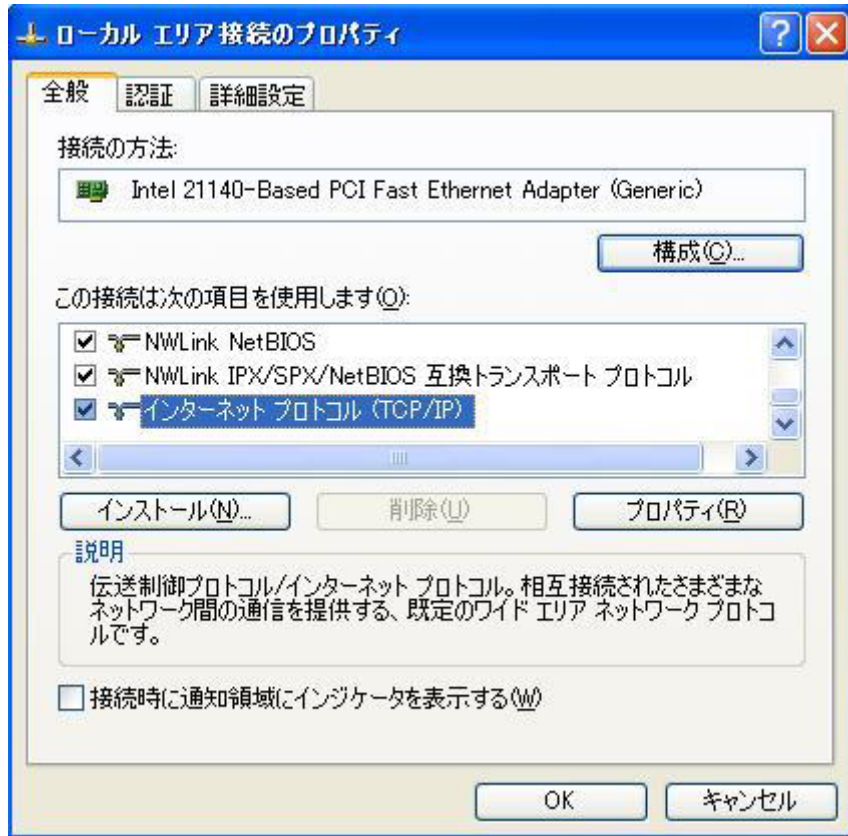 ローカル エリア接続のプロパティ
全般 認証 詳細設定
接続の方法:
Intel 21140-Based PCI Fast Ethernet Adapter (Generic)
構成(C)...
この接続は次の項目を使用します(O):
NWLink NetBIOS
NWLink IPX/SPX/NetBIOS 互換トランスポート プロトコル
インターネット プロトコル (TCP/IP)
インストール(N)... 削除(U) プロパティ(R)
説明
伝送制御プロトコル/インターネット プロトコル。相互接続されたさまざまな
ネットワーク間の通信を提供する、既定のワイド エリア ネットワーク プロトコ
ルです。
接続時に通知領域にインジケータを表示する(W)
OK キャンセル